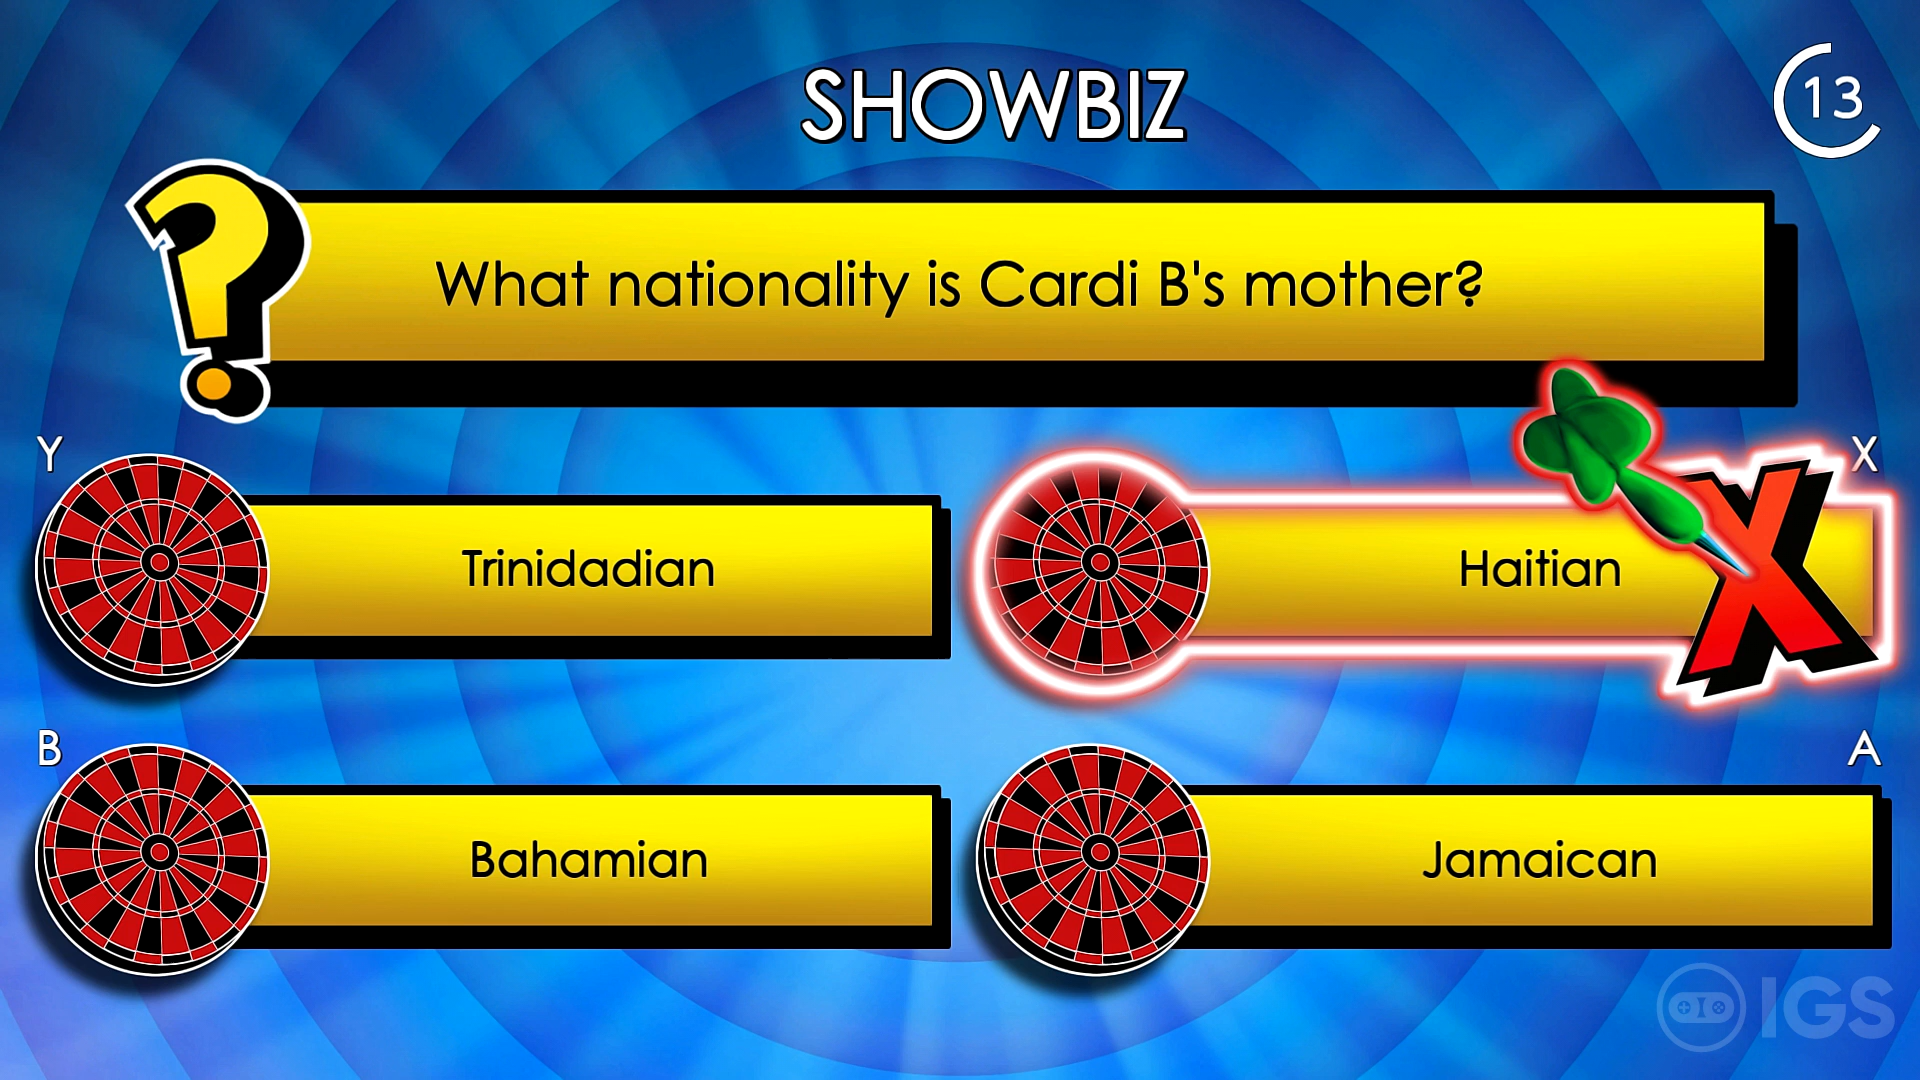 SHOWBIZ
13
What nationality is Cardi B's mother?
Y
Trinidadian
X
Haitian
B
Bahamian
A
Jamaican
IGS